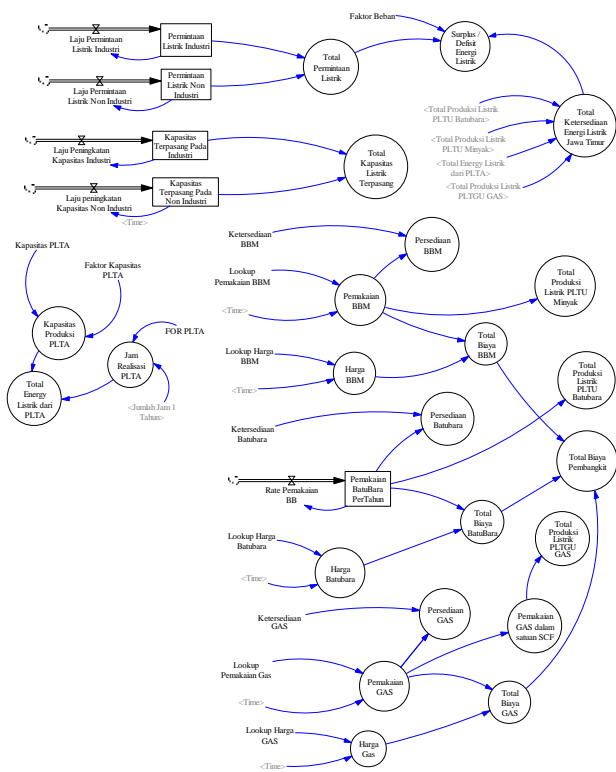 Faktor Beban
Laju Permintaan
Listrik Industri
Permintaan
Listrik Industri
Total
Permintaan
Listrik
Surplus /
Defisit
Energi
Listrik
Laju Permintaan
Listrik Non Industri
Permintaan
Listrik Non
Industri
<Total Produksi Listrik
PLTU Batubara>
<Total Produksi Listrik
PLTU Minyak>
<Total Energy Listrik
dari PLTA>
<Total Produksi Listrik
PLTGU GAS>
Total
Ketersediaan
Energi Listrik
Jawa Timur
Laju Peningkatan
Kapasitas Industri
Kapasitas
Terpasang Pada
Industri
Total
Kapasitas
Listrik
Terpasang
Laju peningkatan
Kapasitas Non Industri
Kapasitas
Terpasang Pada
Non Industri
<Time>
Kapasitas PLTA
Faktor Kapasitas
PLTA
Kapasitas
Produksi
PLTA
FOR PLTA
Jam
Realisasi
PLTA
Total
Energy
Listrik dari
PLTA
<Jumlah Jam 1
Tahun>
Ketersediaan
BBM
Persediaan
BBM
Lookup
Pemakaian BBM
<Time>
Pemakaian
BBM
Total
Produksi
Listrik PLTU
Minyak
Lookup Harga
BBM
<Time>
Harga
BBM
Total
Biaya
BBM
Total
Produksi
Listrik
PLTU
Batubara
Ketersediaan
Batubara
Persediaan
Batubara
Total Biaya
Pembangkit
Rate Pemakaian
BB
Pemakaian
BatuBara
PerTahun
Total
Biaya
BatuBara
Lookup Harga
Batubara
<Time>
Harga
Batubara
Total
Produksi
Listrik
PLTGU
GAS
Ketersediaan
GAS
Persediaan
GAS
Pemakaian
GAS dalam
satuan SCF
Lookup
Pemakaian Gas
<Time>
Pemakaian
GAS
Total
Biaya
GAS
Lookup Harga
GAS
<Time>
Harga
Gas